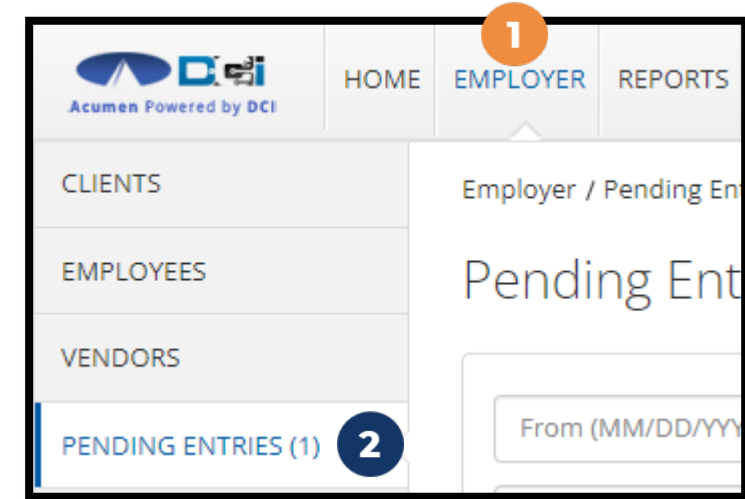 1
DCI
Acumen Powered by DCI
HOME EMPLOYER REPORTS
CLIENTS
Employer / Pending Ent
EMPLOYEES
Pending Ent
VENDORS
From (MM/DD/YYY
PENDING ENTRIES (1) 2